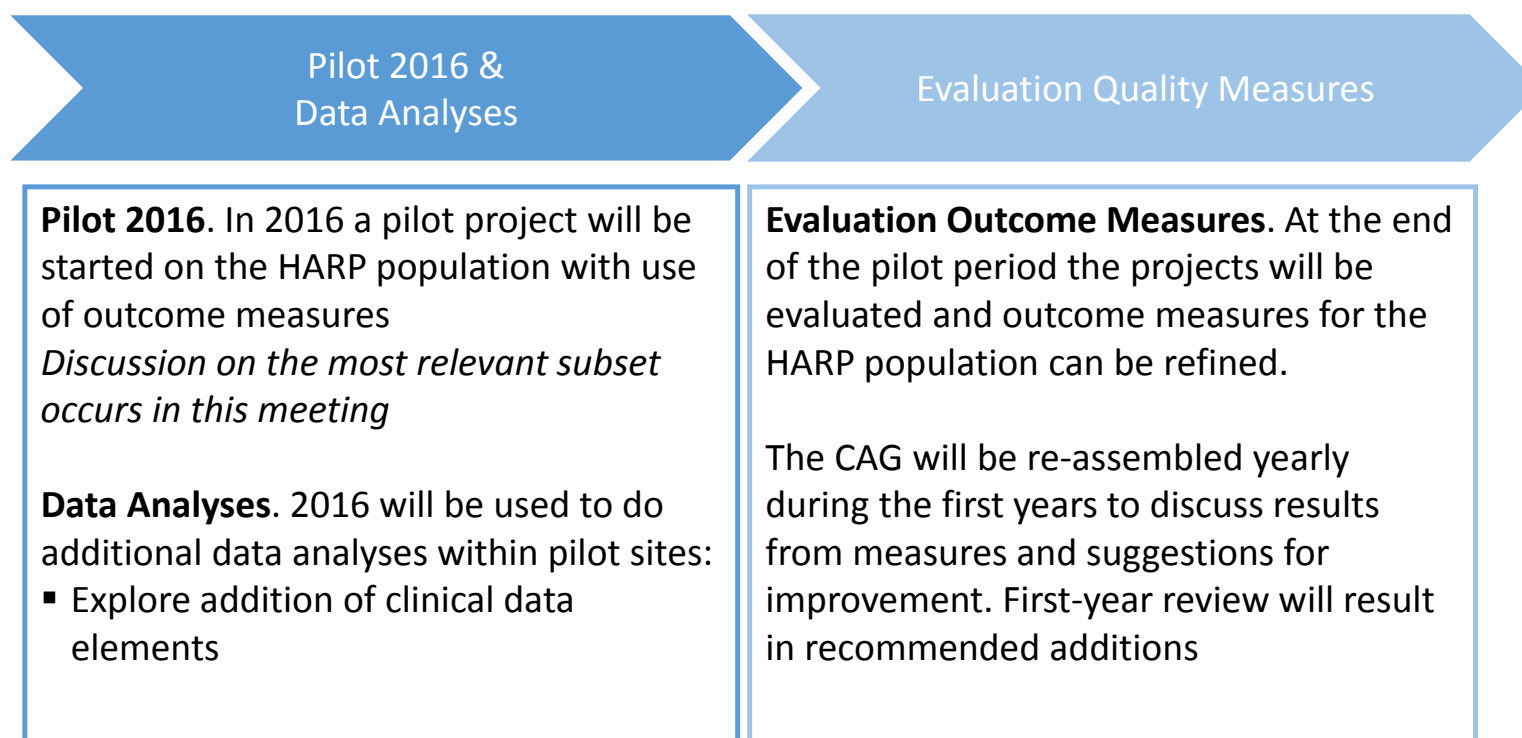 Pilot 2016 &
Data Analyses
Evaluation Quality Measures
Pilot 2016. In 2016 a pilot project will be
started on the HARP population with use
of outcome measures
Discussion on the most relevant subset
occurs in this meeting
Data Analyses. 2016 will be used to do
additional data analyses within pilot sites:
▪ Explore addition of clinical data
elements
Evaluation Outcome Measures. At the end
of the pilot period the projects will be
evaluated and outcome measures for the
HARP population can be refined.
The CAG will be re-assembled yearly
during the first years to discuss results
from measures and suggestions for
improvement. First-year review will result
in recommended additions